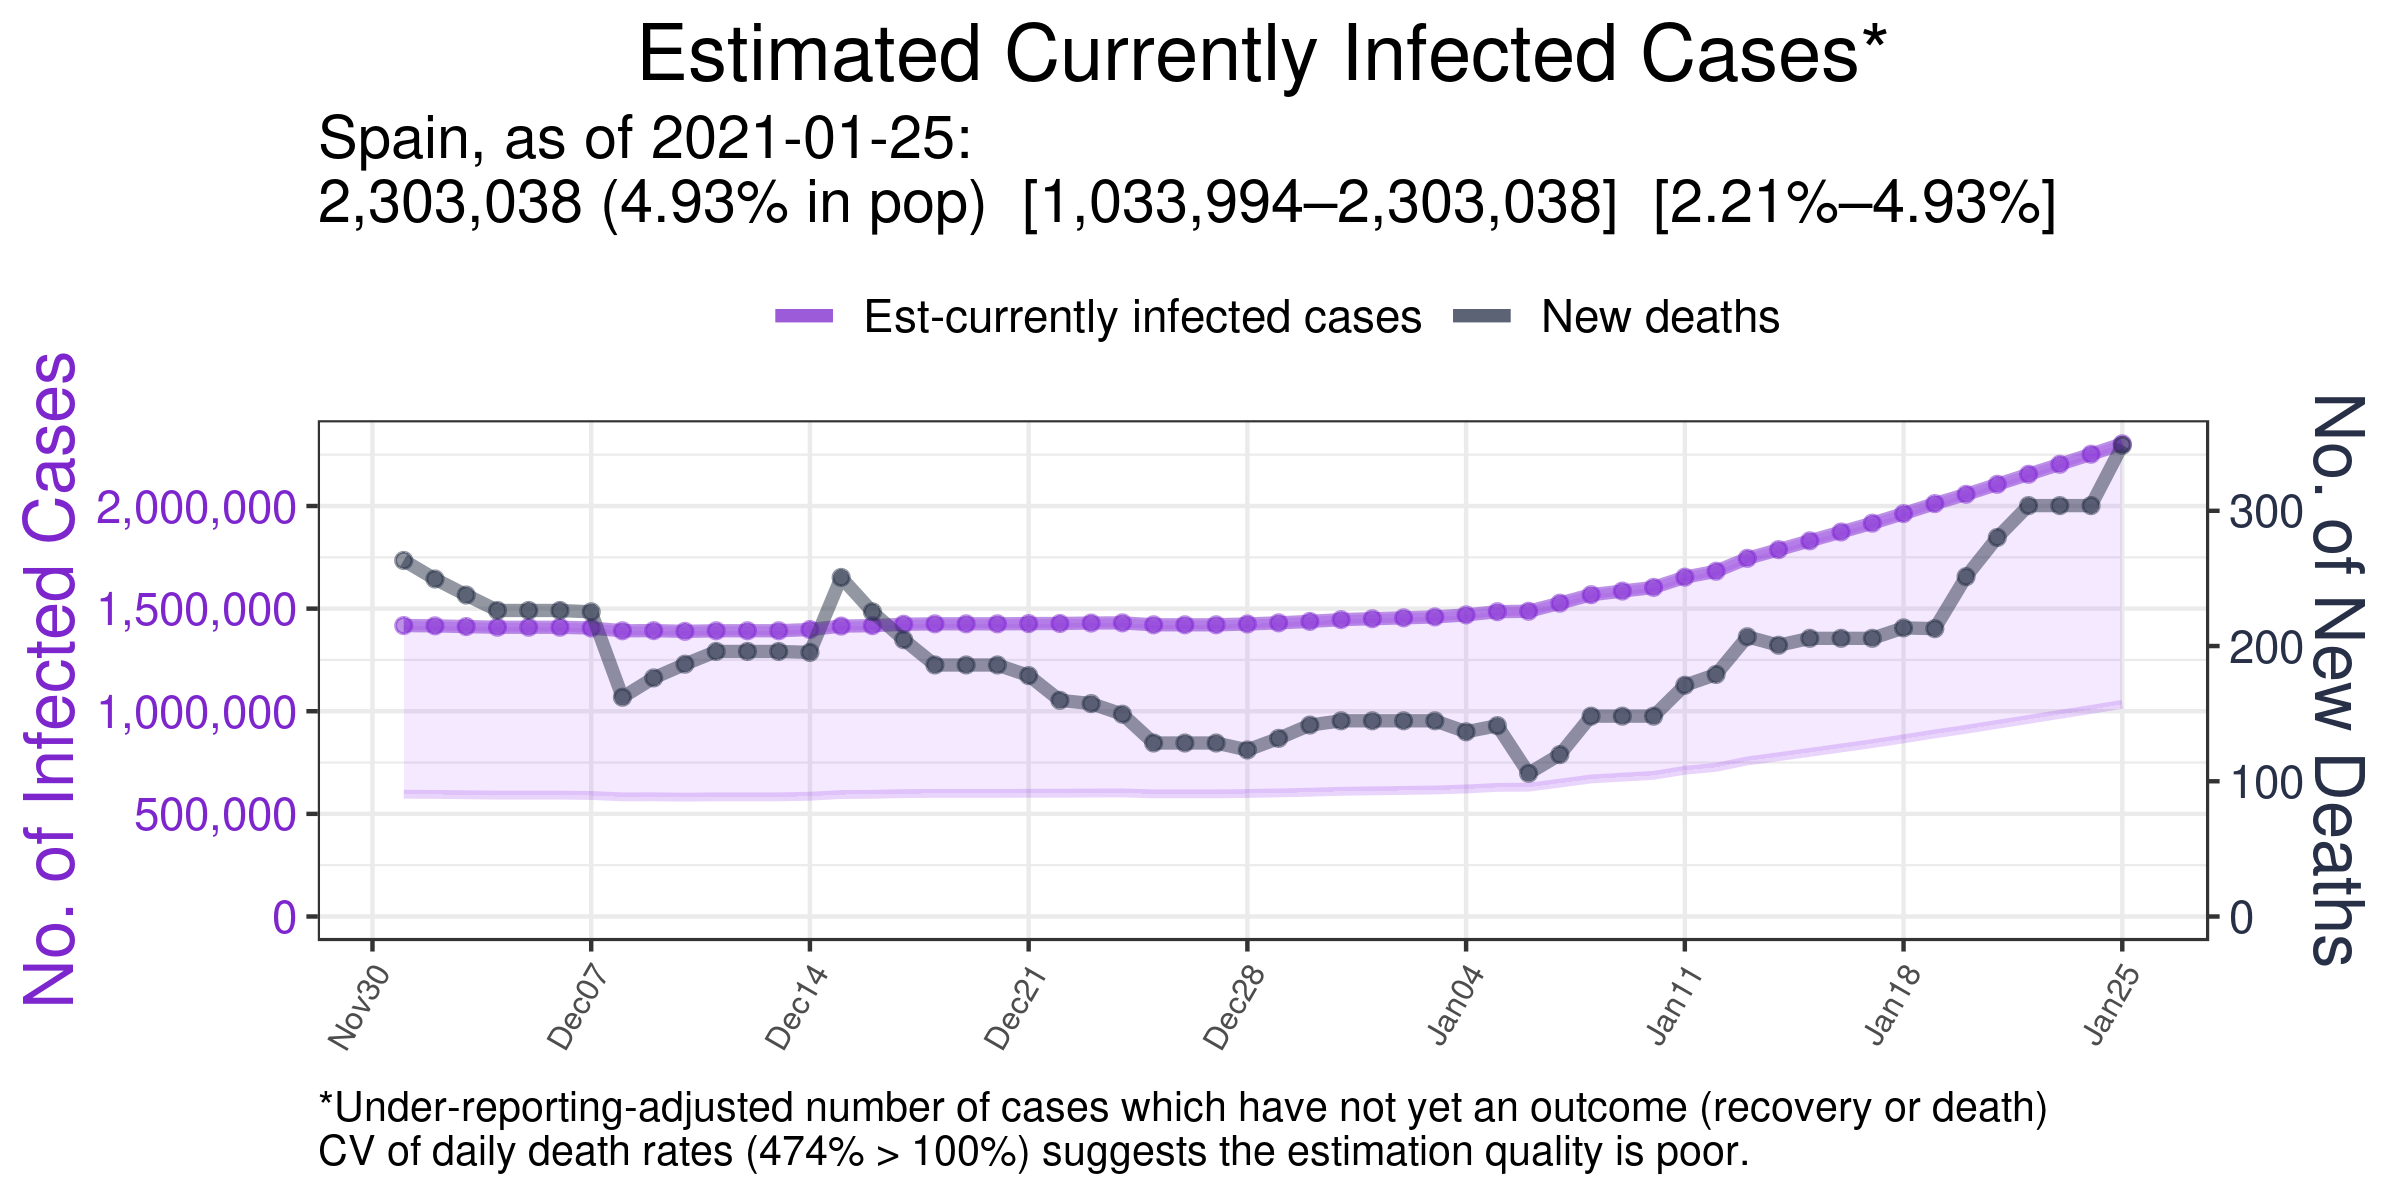 Estimated Currently Infected Cases*
Spain, as of 2021-01-25:
2,303,038 (4.93% in pop)  [1,033,994–2,303,038]  [2.21%–4.93%]
Est-currently infected cases
New deaths
No. of Infected Cases
2,000,000
1,500,000
1,000,000
500,000
0
No. of New Deaths
300
200
100
0
Nov30
Dec07
Dec14
Dec21
Dec28
Jan04
Jan11
Jan18
Jan25
*Under-reporting-adjusted number of cases which have not yet an outcome (recovery or death)
CV of daily death rates (474% > 100%) suggests the estimation quality is poor.